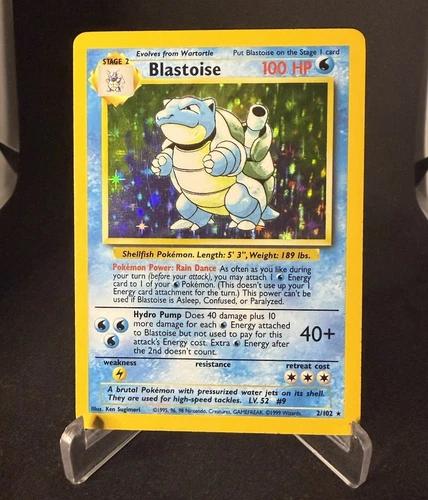 Evolves from Wartortle Put Blastoise on the Stage 1 card
STAGE 2
Blastoise 100 HP
Shellfish Pokémon. Length: 5' 3", Weight: 189 lbs.
Pokémon Power: Rain Dance As often as you like during
your turn (before your attack), you may attach 1 Energy
card to 1 of your Pokémon. (This doesn't use up your 1
Energy card attachment for the turn.) This power can't be
used if Blastoise is Asleep, Confused, or Paralyzed.
Hydro Pump Does 40 damage plus 10
more damage for each Energy attached
to Blastoise but not used to pay for this
attack's Energy cost. Extra Energy after
the 2nd doesn't count.
40+
weakness resistance retreat cost
A brutal Pokémon with pressurized water jets on its shell.
They are used for high-speed tackles. LV. 52 #9
Illus. Ken Sugimori ©1995, 96, 98 Nintendo, Creatures, GAMEFREAK. ©1999 Wizards. 2/102 ★